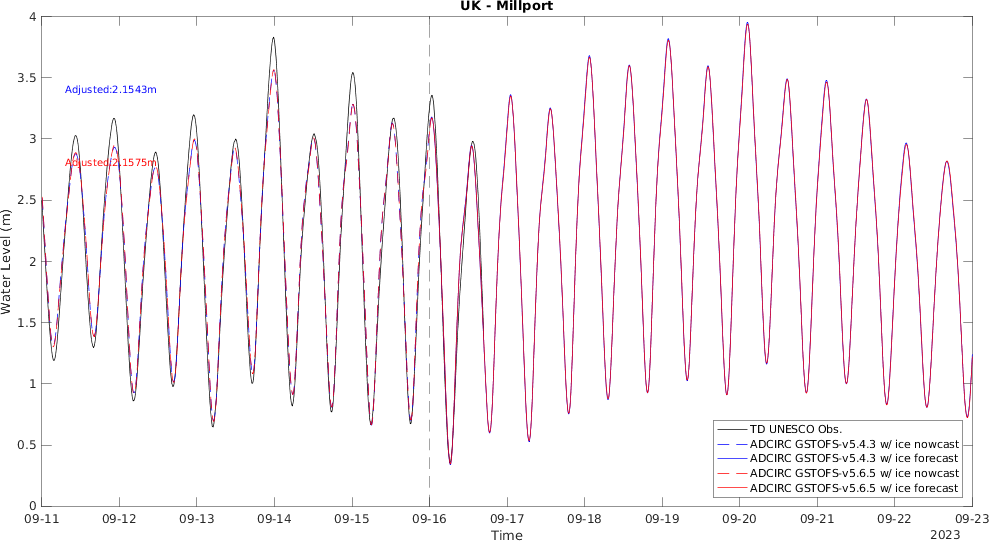 UK - Millport
4
3.5
3
2.5
2
1.5
1
0.5
0
Water Level (m)
Adjusted:2.1543m
Adjusted:2.1575m
TD UNESCO Obs.
ADCIRC GSTOFS-v5.4.3 w/ ice nowcast
ADCIRC GSTOFS-v5.4.3 w/ ice forecast
ADCIRC GSTOFS-v5.6.5 w/ ice nowcast
ADCIRC GSTOFS-v5.6.5 w/ ice forecast
09-11 09-12 09-13 09-14 09-15 09-16 09-17 09-18 09-19 09-20 09-21 09-22 09-23
Time
2023